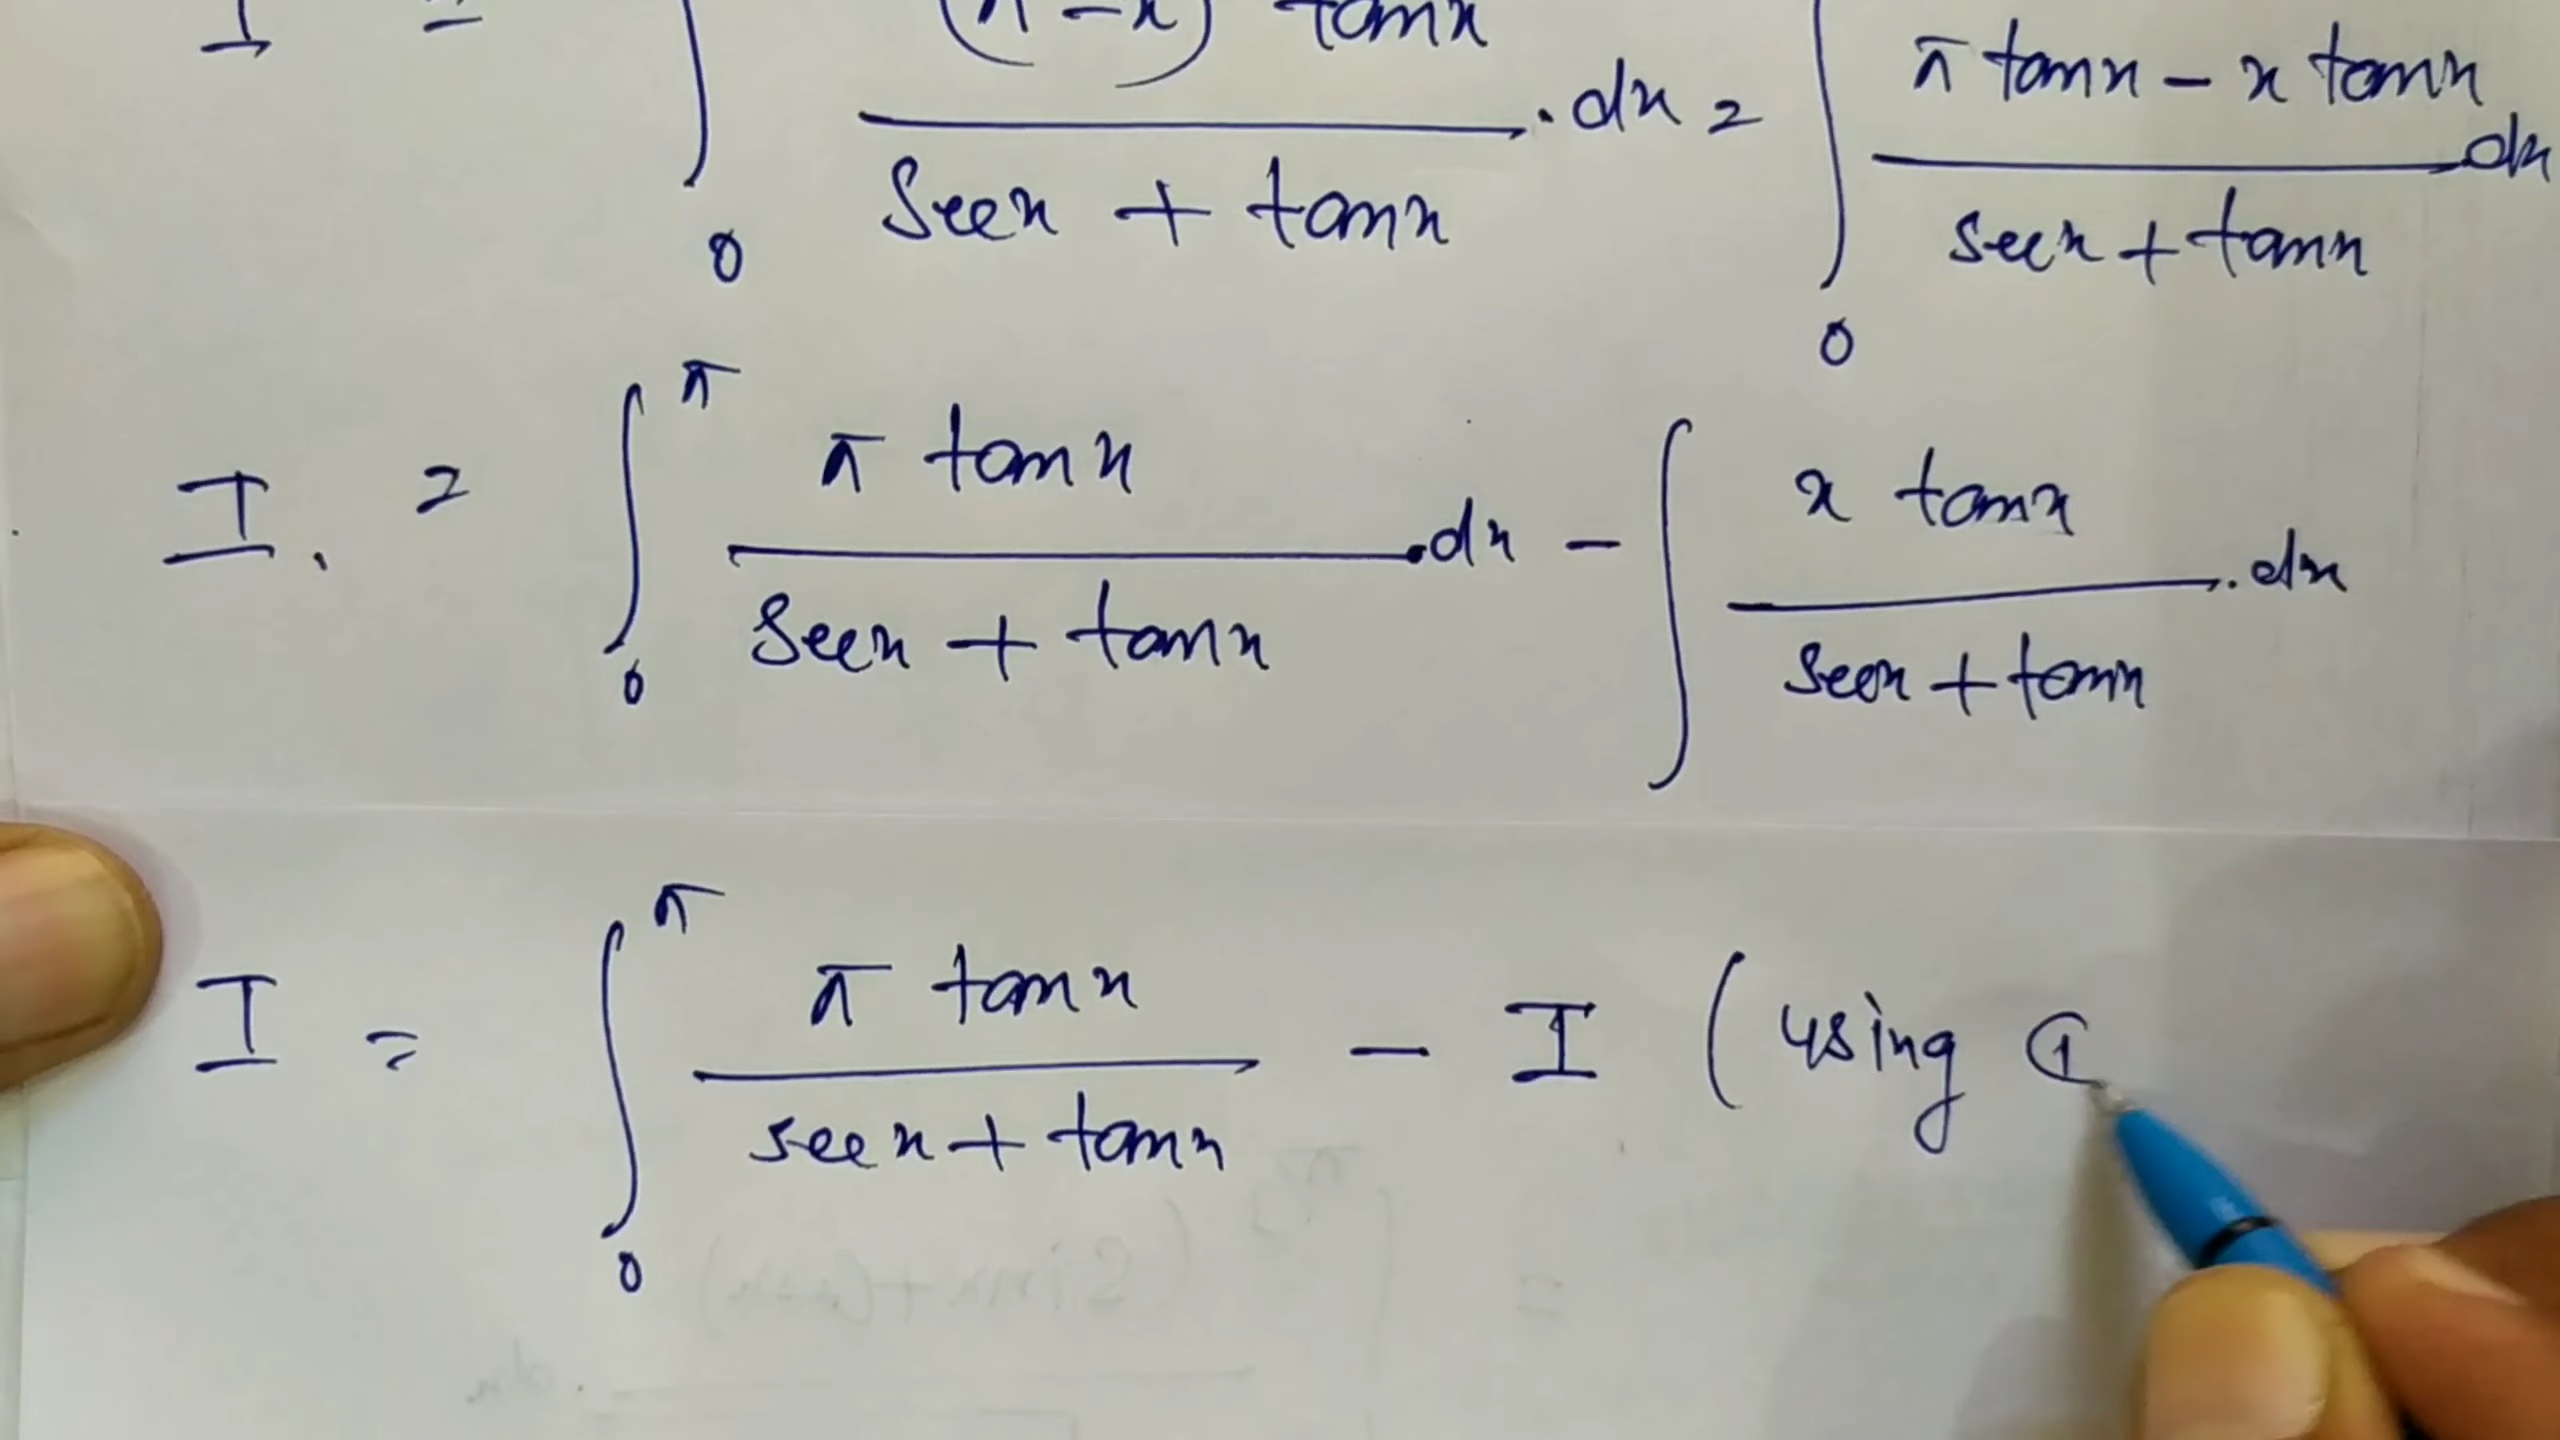 I = ∫₀ (π - x) tanx / Secx + tanx . dx = ∫₀ π tanx - x tanx / secx + tanx dx
I. = ∫₀^π π tanx / Secx + tanx . dx - ∫ x tanx / Secx + tanx . dx
I = ∫₀^π π tanx / secx + tanx - I ( using ①